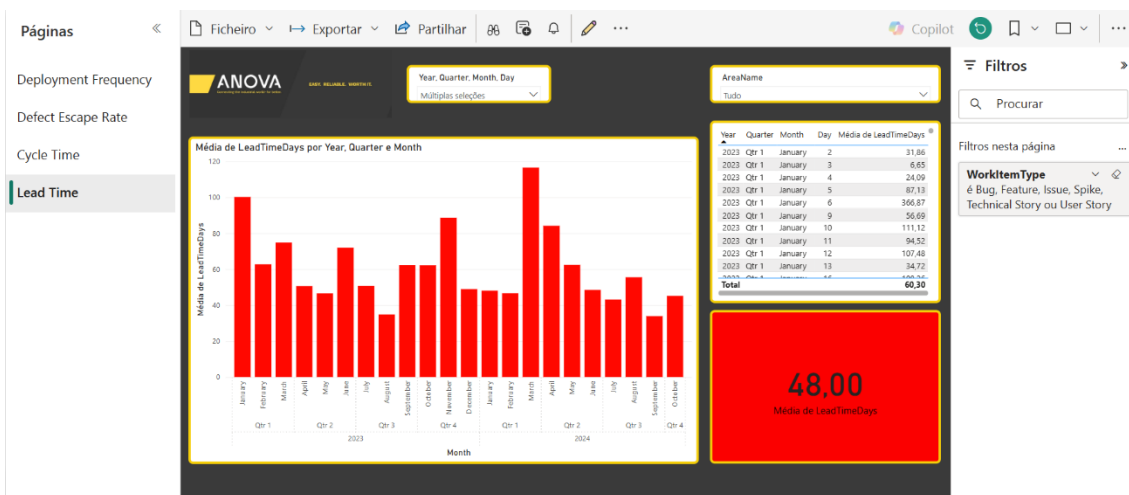 Páginas
Ficheiro
Exportar
Partilhar
...
Copilot
...
Deployment Frequency
Defect Escape Rate
Cycle Time
Lead Time
ANOVA
EASY. RELIABLE. WORTH IT.
Year, Quarter, Month, Day
Múltiplas seleções
AreaName
Tudo
Média de LeadTimeDays por Year, Quarter e Month
Média de LeadTimeDays
120
100
80
60
40
20
0
January
February
March
April
May
June
July
August
September
October
November
December
January
February
March
April
May
June
July
August
September
October
Qtr 1
Qtr 2
Qtr 3
Qtr 4
Qtr 1
Qtr 2
Qtr 3
Qtr 4
2023
2024
Month
Year Quarter Month Day Média de LeadTimeDays
2023 Qtr 1 January 2 31,86
2023 Qtr 1 January 3 6,65
2023 Qtr 1 January 4 24,09
2023 Qtr 1 January 5 87,13
2023 Qtr 1 January 6 366,87
2023 Qtr 1 January 9 56,69
2023 Qtr 1 January 10 111,12
2023 Qtr 1 January 11 94,52
2023 Qtr 1 January 12 107,48
2023 Qtr 1 January 13 34,72
Total 60,30
48,00
Média de LeadTimeDays
Filtros
Procurar
Filtros nesta página
...
WorkItemType
é Bug, Feature, Issue, Spike,
Technical Story ou User Story